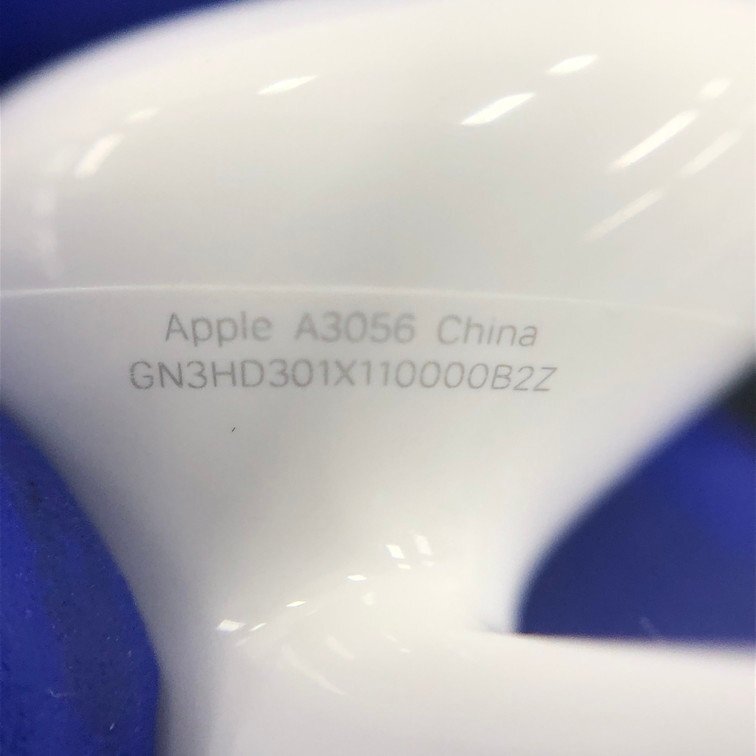 Apple A3056 China
GN3HD301X110000B2Z